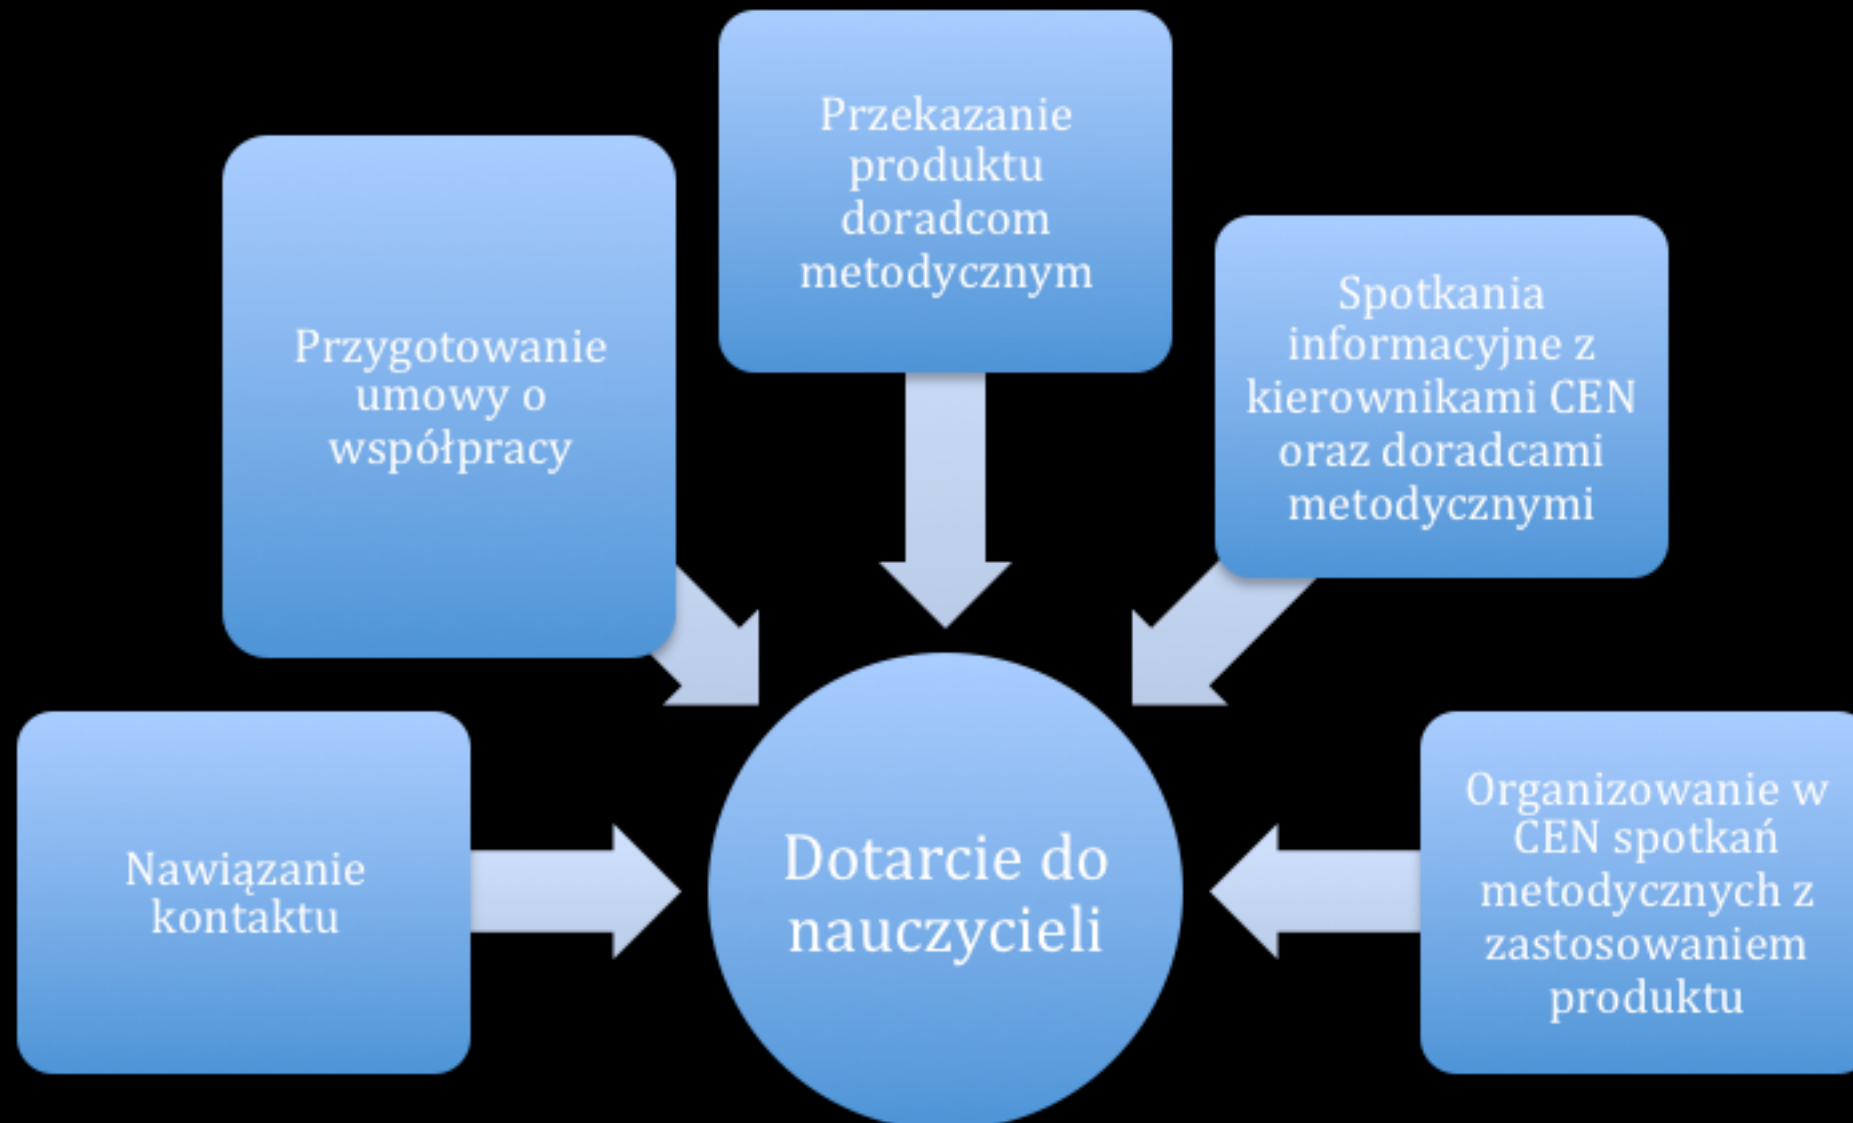 Przekazanie
produktu
doradcom
metodycznym
Przygotowanie
umowy o
współpracy
Spotkania
informacyjne z
kierownikami CEN
oraz doradcami
metodycznymi
Nawiązanie
kontaktu
Dotarcie do
nauczycieli
Organizowanie w
CEN spotkań
metodycznych z
zastosowaniem
produktu